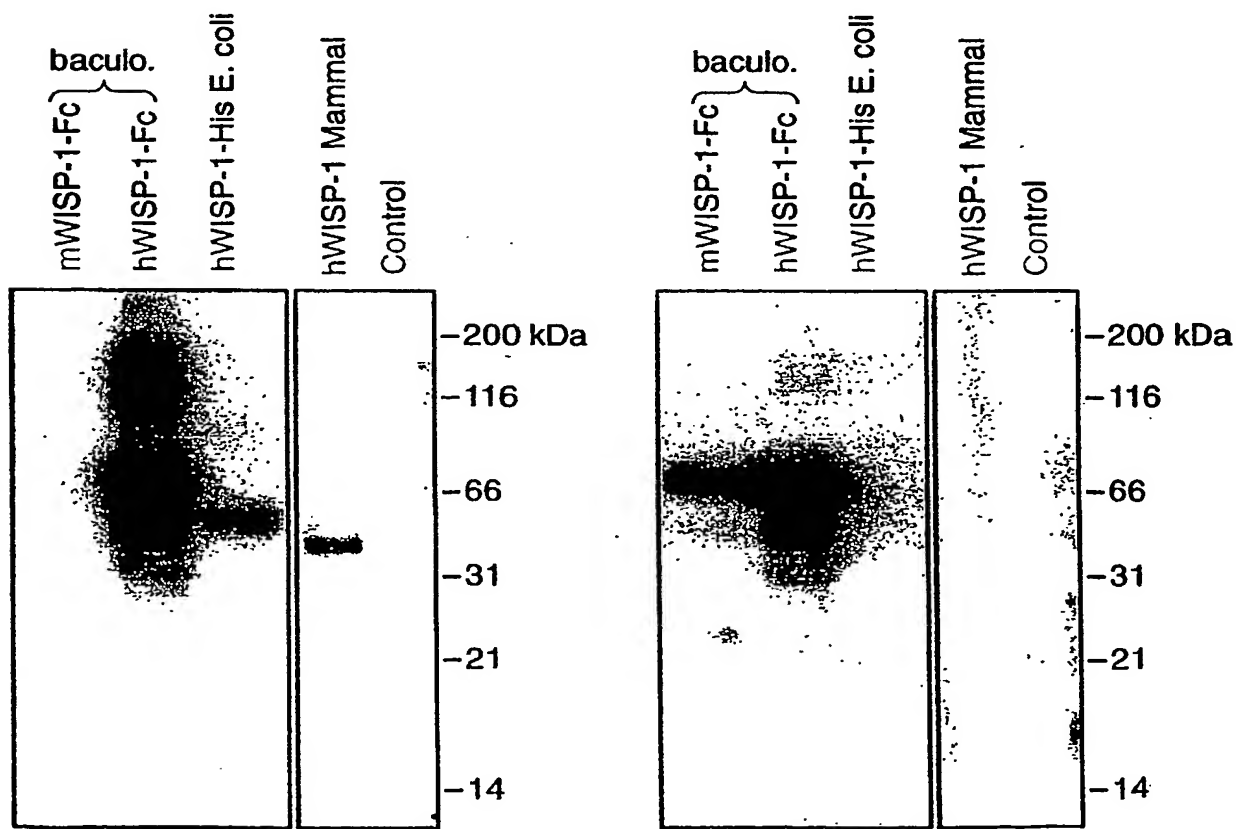 baculo.
mWISP-1-Fc
hWISP-1-Fc
hWISP-1-His E. coli
hWISP-1 Mammal
Control
-200 kDa
-116
-66
-31
-21
-14
baculo.
mWISP-1-Fc
hWISP-1-Fc
hWISP-1-His E. coli
hWISP-1 Mammal
Control
-200 kDa
-116
-66
-31
-21
-14